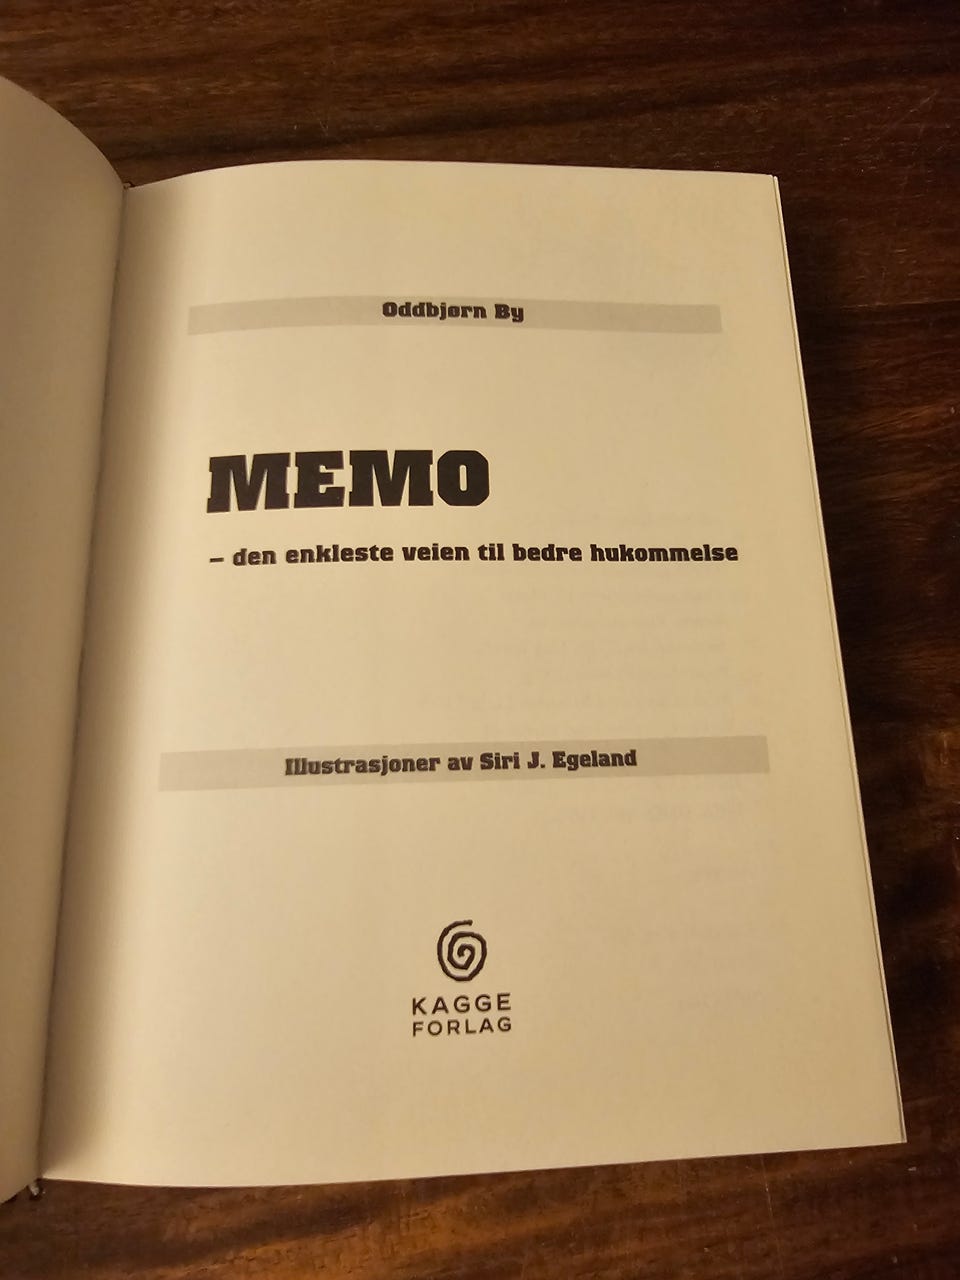 Oddbjørn By
MEMO
– den enkleste veien til bedre hukommelse
Illustrasjoner av Siri J. Egeland
KAGGE
FORLAG